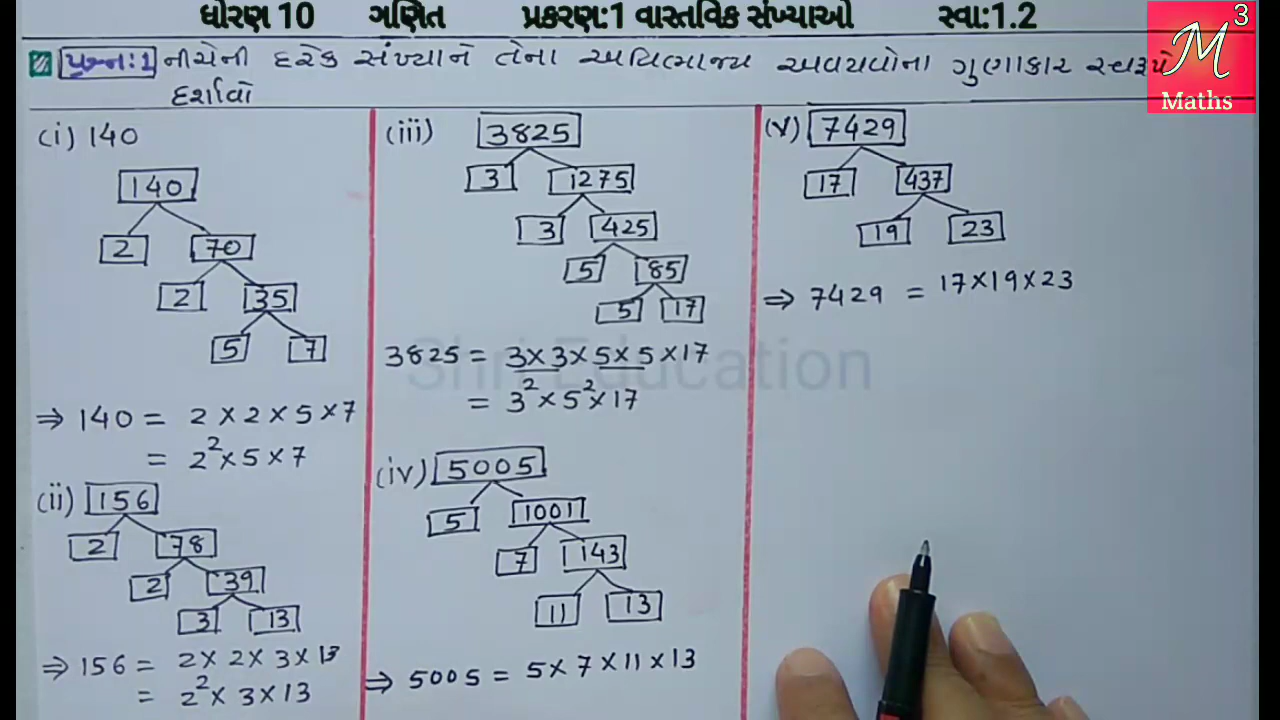 ધોરણ 10 ગણિત પ્રકરણ:1 વાસ્તવિક સંખ્યાઓ સ્વા:1.2
3
M
Maths
પ્રશ્ન:1 નીચેની દરેક સંખ્યાને તેના અવિભાજ્ય અવયવોના ગુણાકાર સ્વરૂપે
દર્શાવો
(i) 140
140
2 70
2 35
5 7
⇒ 140 = 2 × 2 × 5 × 7
= 2² × 5 × 7
(ii) 156
2 78
2 39
3 13
⇒ 156 = 2 × 2 × 3 × 13
= 2² × 3 × 13
(iii) 3825
3 1275
3 425
5 85
5 17
3825 = 3 × 3 × 5 × 5 × 17
= 3² × 5² × 17
(iv) 5005
5 1001
7 143
11 13
⇒ 5005 = 5 × 7 × 11 × 13
(v) 7429
17 437
19 23
⇒ 7429 = 17 × 19 × 23
Shri Education